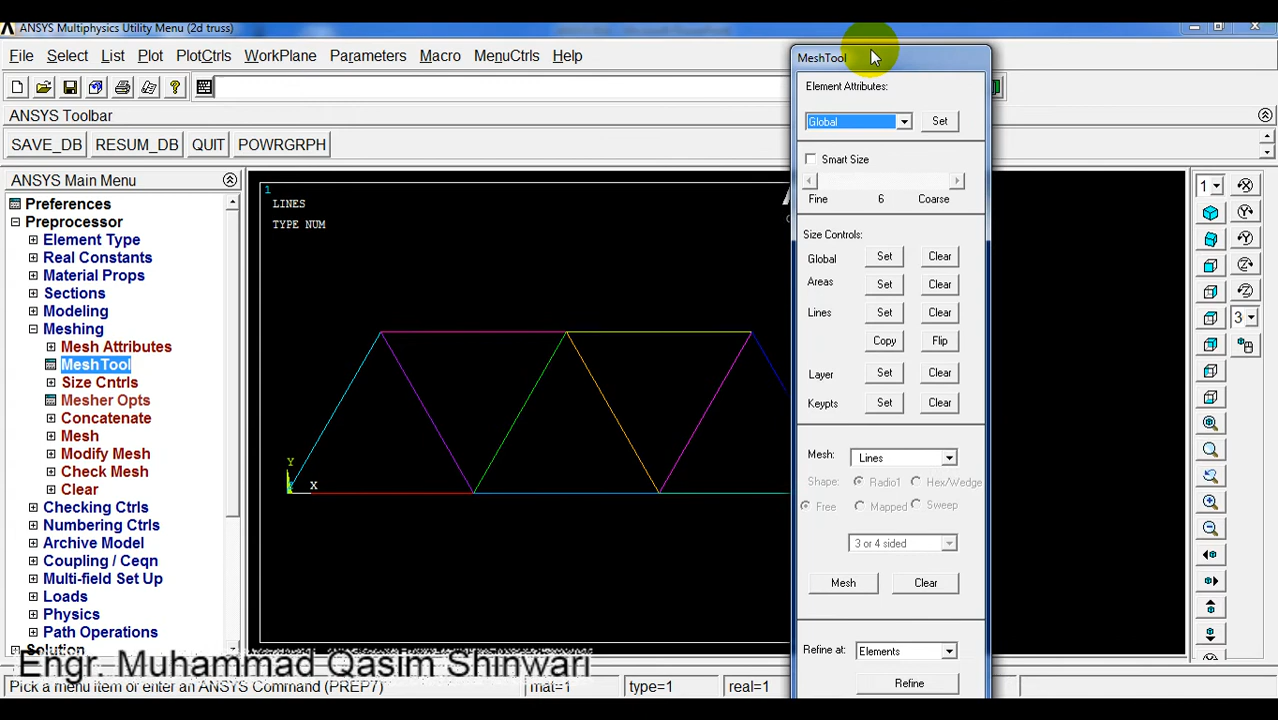 ANSYS Multiphysics Utility Menu (2d truss)
File Select List Plot PlotCtrls WorkPlane Parameters Macro MenuCtrls Help
ANSYS Toolbar
SAVE_DB RESUM_DB QUIT POWRGRPH
ANSYS Main Menu
Preferences
Preprocessor
Element Type
Real Constants
Material Props
Sections
Modeling
Meshing
Mesh Attributes
MeshTool
Size Cntrls
Mesher Opts
Concatenate
Mesh
Modify Mesh
Check Mesh
Clear
Checking Ctrls
Numbering Ctrls
Archive Model
Coupling / Ceqn
Multi-field Set Up
Loads
Physics
Path Operations
Solution
1
LINES
TYPE NUM
Y
X
MeshTool
Element Attributes:
Global Set
Smart Size
Fine 6 Coarse
Size Controls:
Global Set Clear
Areas Set Clear
Lines Set Clear
Copy Flip
Layer Set Clear
Keypts Set Clear
Mesh: Lines
Shape: Radio1 Hex/Wedge
Free Mapped Sweep
3 or 4 sided
Mesh Clear
Refine at: Elements
Refine
1
3
Engr. Muhammad Qasim Shinwari
Pick a menu item or enter an ANSYS Command (PREP7) mat=1 type=1 real=1